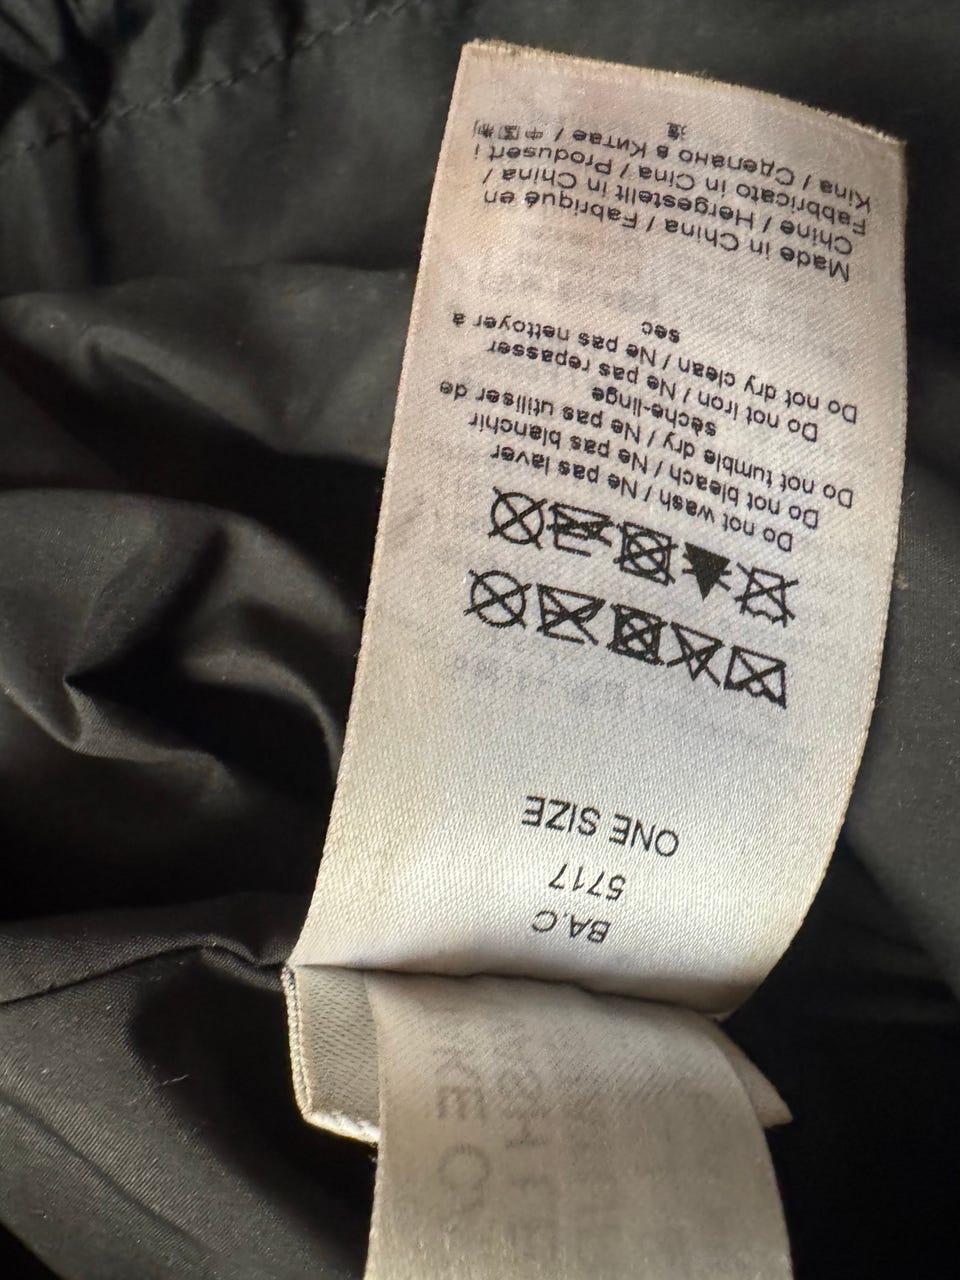 BA.C
5717
ONE SIZE
Do not wash / Ne pas laver
Do not bleach / Ne pas blanchir
Do not tumble dry / Ne pas utiliser de
sèche-linge
Do not Iron / Ne pas repasser
Do not dry clean / Ne pas nettoyer à
sec
Made in China / Fabriqué en
Chine / Hergestellt in China /
Fabbricato in Cina / Produsert i
Kina / Сделано в Китае / 中国制
造